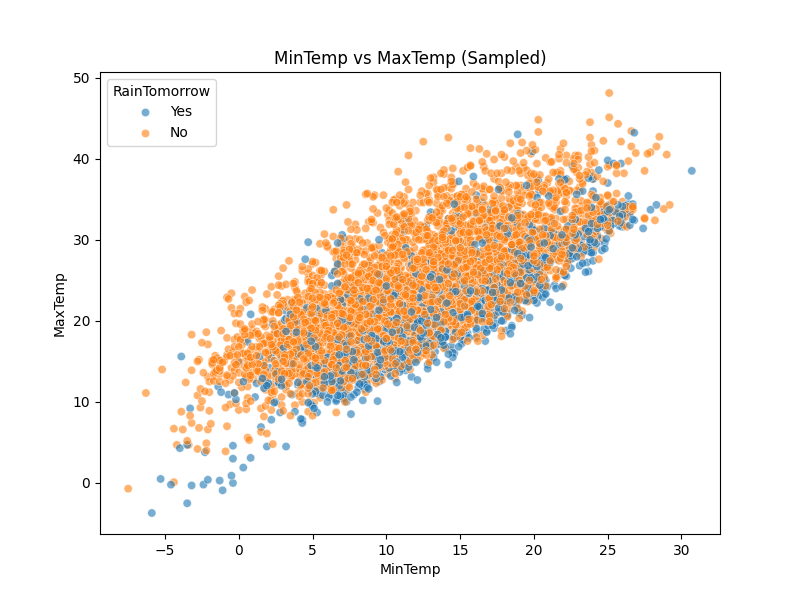 MinTemp vs MaxTemp (Sampled)
RainTomorrow
Yes
No
50
40
30
20
10
0
MaxTemp
−5
0
5
10
15
20
25
30
MinTemp